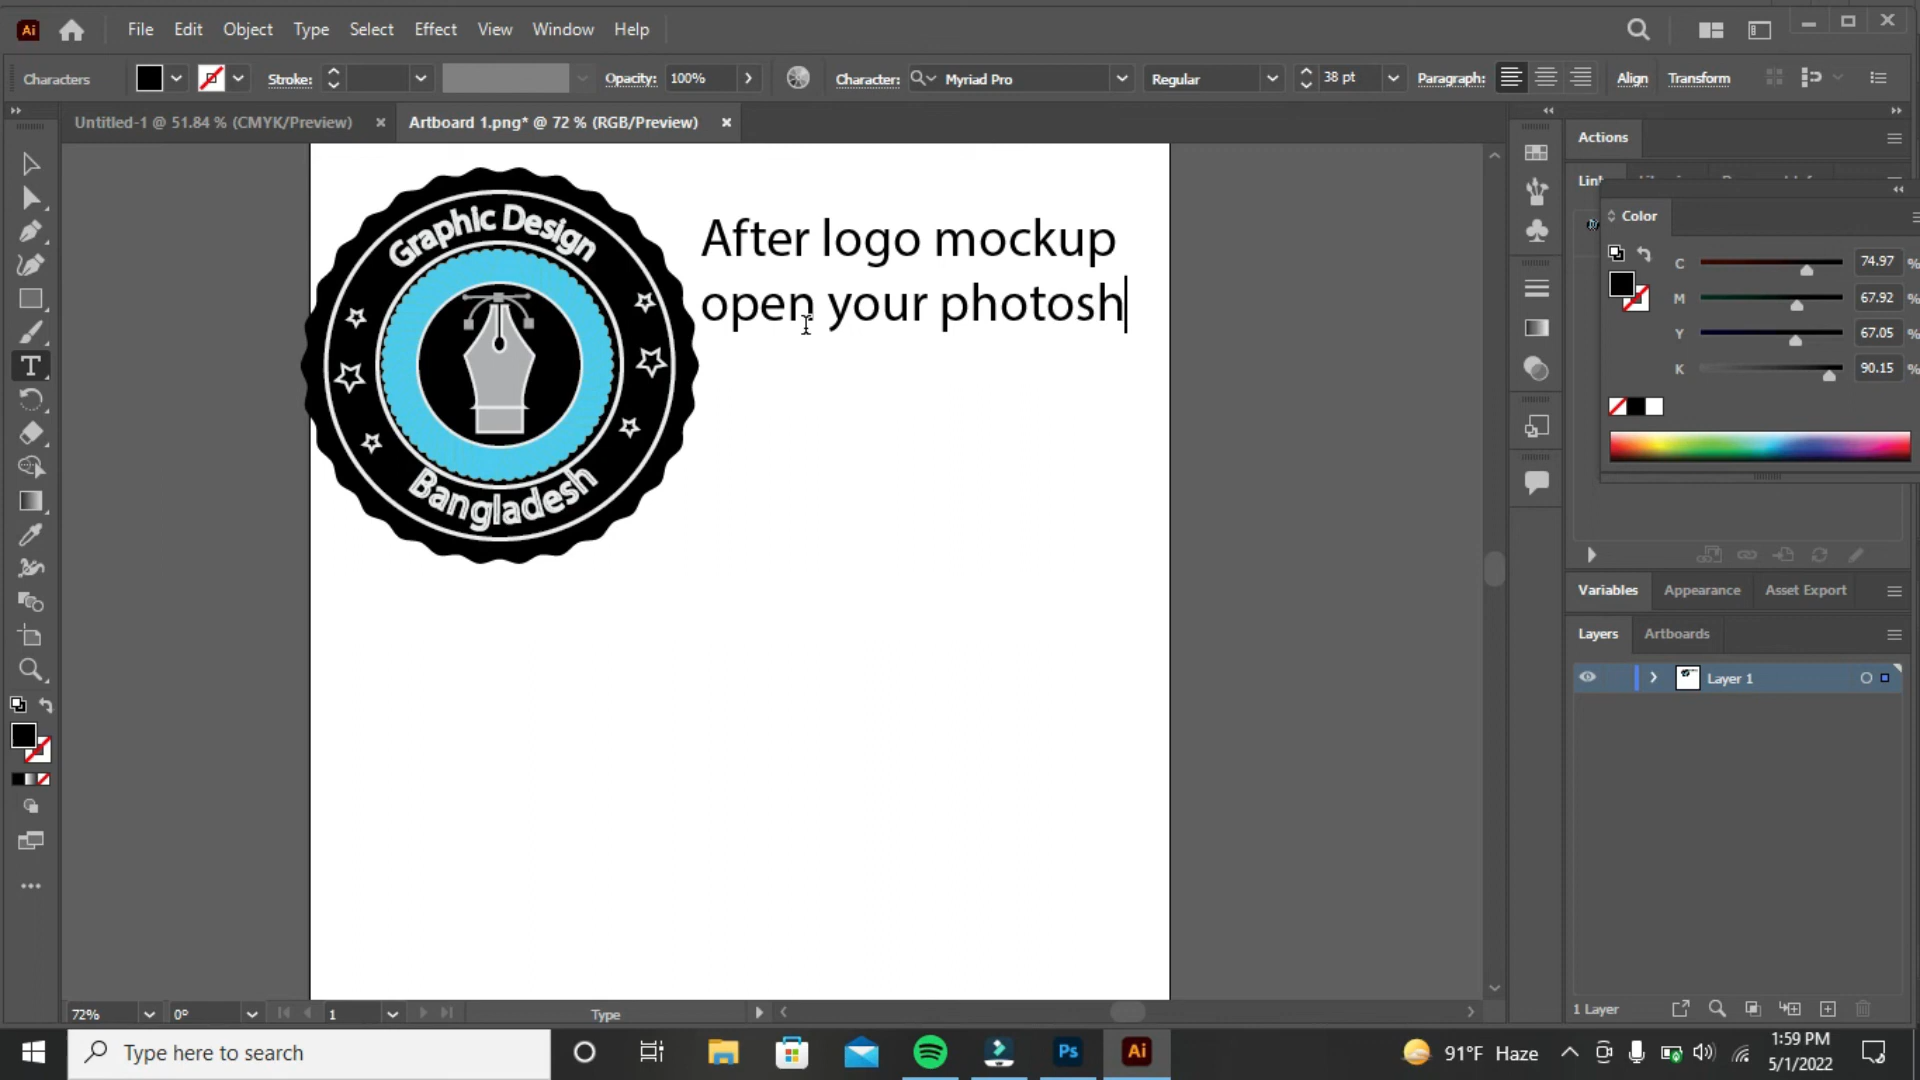 Ai
File Edit Object Type Select Effect View Window Help
Characters Stroke: Opacity: 100% Character: Myriad Pro Regular 38 pt Paragraph: Align Transform
Untitled-1 @ 51.84 % (CMYK/Preview) × Artboard 1.png* @ 72 % (RGB/Preview) ×
Actions
Color
C 74.97 %
M 67.92 %
Y 67.05 %
K 90.15 %
Graphic Design
Bangladesh
After logo mockup
open your photosh
Variables Appearance Asset Export
Layers Artboards
Layer 1
1 Layer
72% 0° 1 Type
Type here to search
Ps Ai
91°F Haze
1:59 PM
5/1/2022